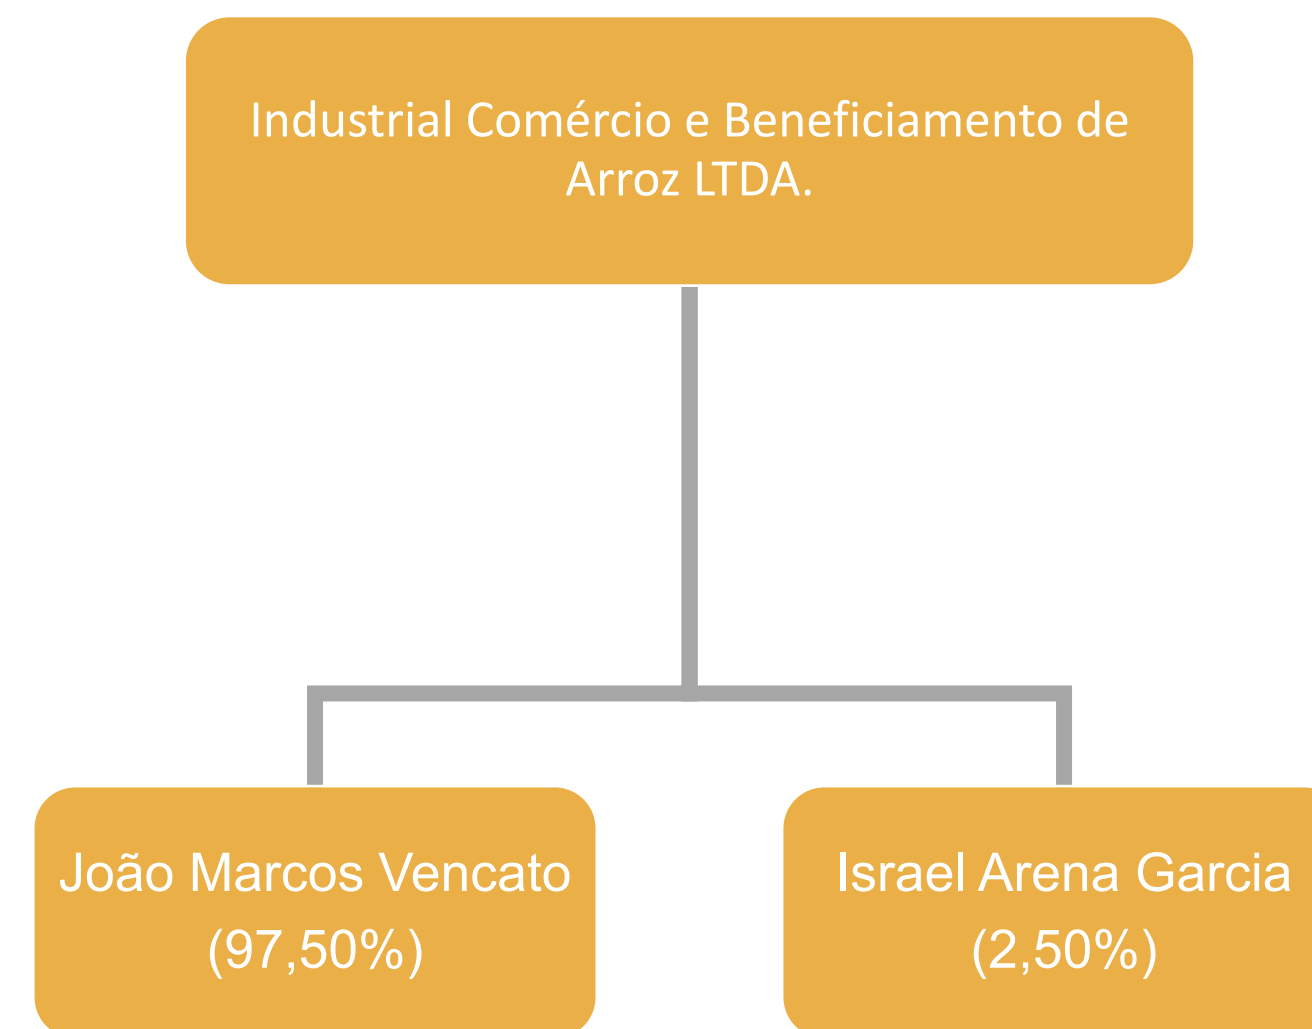 Industrial Comércio e Beneficiamento de
Arroz LTDA.
João Marcos Vencato
(97,50%)
Israel Arena Garcia
(2,50%)